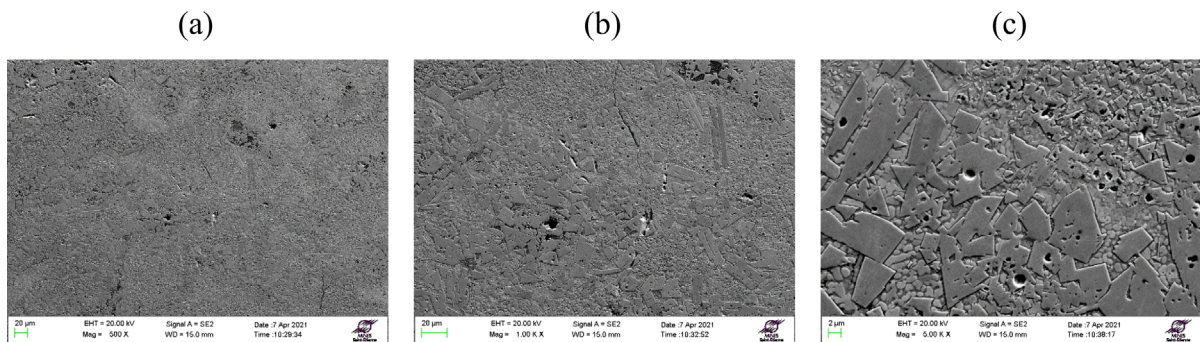 (a) (b) (c)
20 µm EHT = 20.00 kV Signal A = SE2 Date :7 Apr 2021
Mag = 500 X WD = 15.0 mm Time :10:29:34
20 µm EHT = 20.00 kV Signal A = SE2 Date :7 Apr 2021
Mag = 1.00 K X WD = 15.0 mm Time :10:32:52
2 µm EHT = 20.00 kV Signal A = SE2 Date :7 Apr 2021
Mag = 5.00 K X WD = 15.0 mm Time :10:38:17